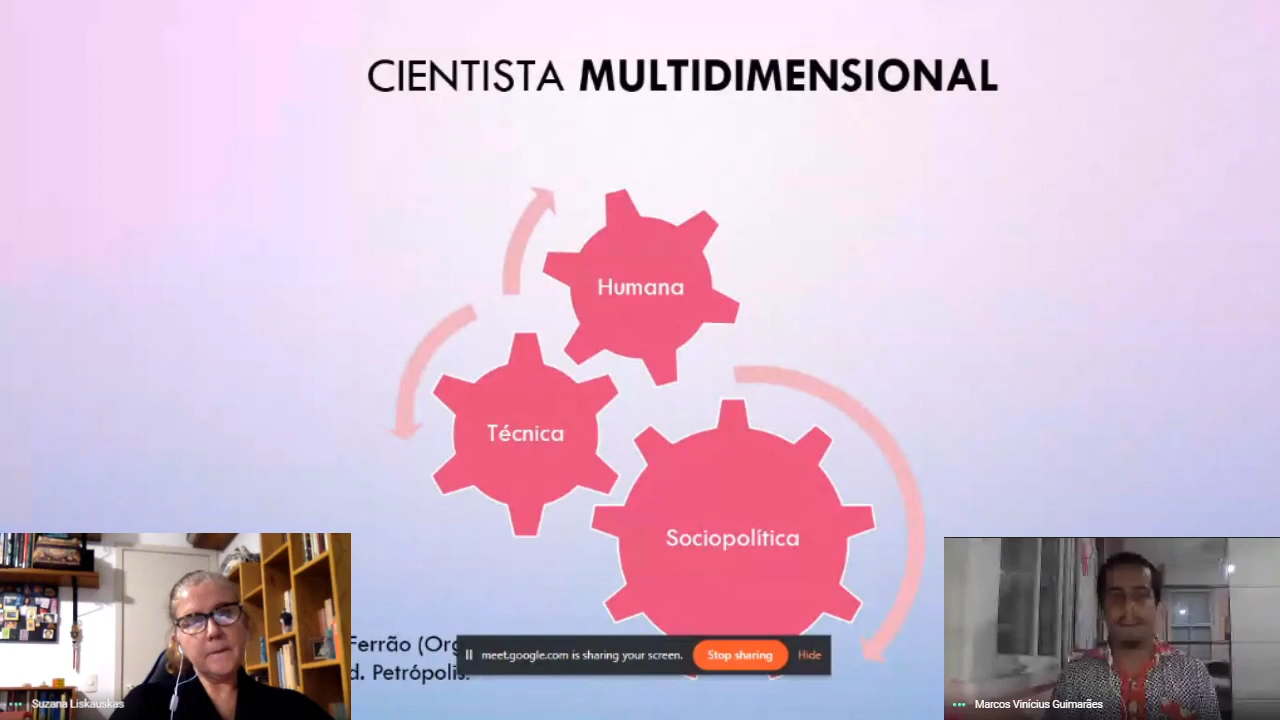 CIENTISTA MULTIDIMENSIONAL
Humana
Técnica
Sociopolítica
Ferrão (Org
d. Petrópolis.
meet.google.com is sharing your screen.
Stop sharing
Hide
Suzana Liskauskas
Marcos Vinícius Guimarães